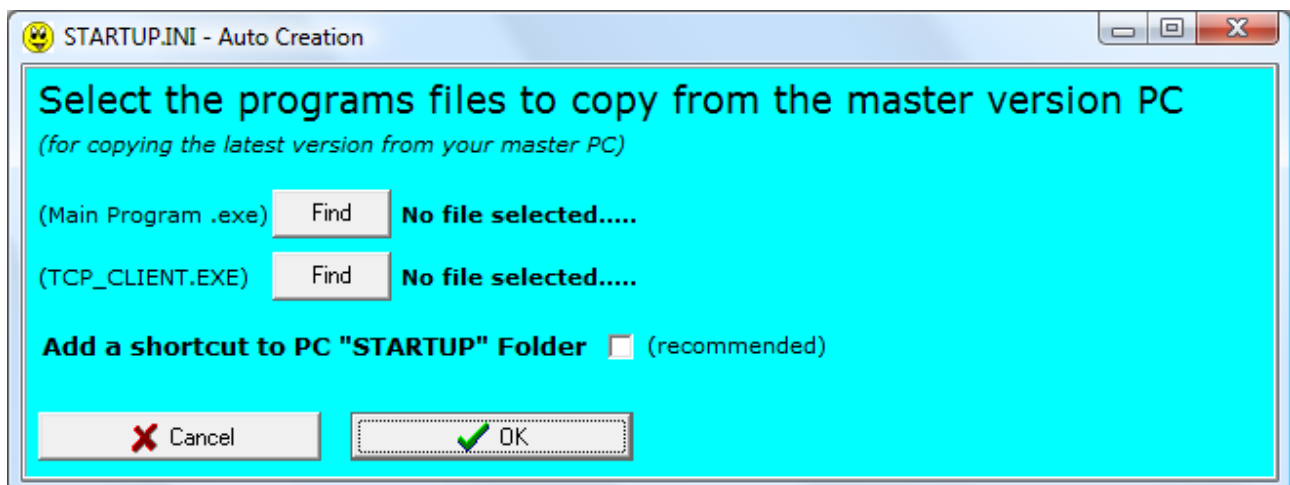 STARTUP.INI - Auto Creation
Select the programs files to copy from the master version PC
(for copying the latest version from your master PC)
(Main Program .exe) Find No file selected.....
(TCP_CLIENT.EXE) Find No file selected.....
Add a shortcut to PC "STARTUP" Folder (recommended)
Cancel OK